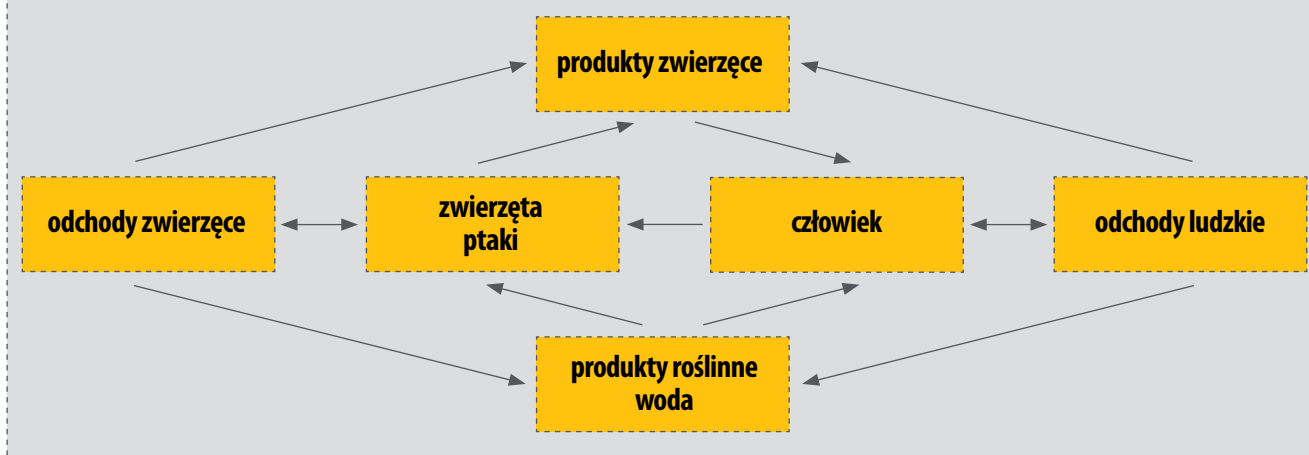 produkty zwierzęce
odchody zwierzęce
zwierzęta
ptaki
człowiek
odchody ludzkie
produkty roślinne
woda